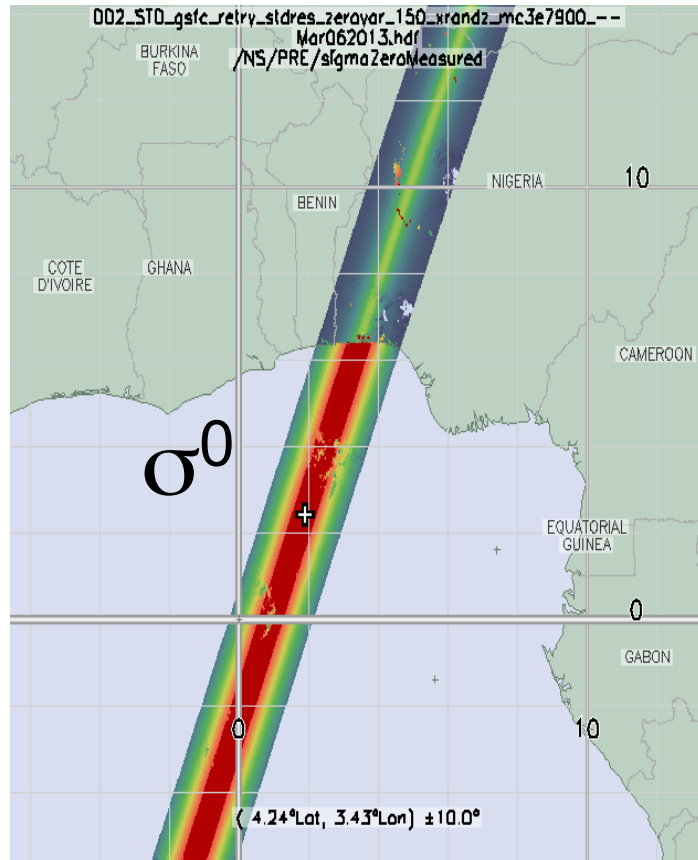 002_STD_gsfc_retry_stdres_zerovar_150_xrandz_mc3e7900_--
Mar062013.hdf
/NS/PRE/sigmaZeroMeasured
BURKINA
FASO
NIGERIA
10
BENIN
COTE
D'IVOIRE
GHANA
CAMEROON
σ0
EQUATORIAL
GUINEA
0
GABON
0
10
( 4.24°Lat, 3.43°Lon) ±10.0°